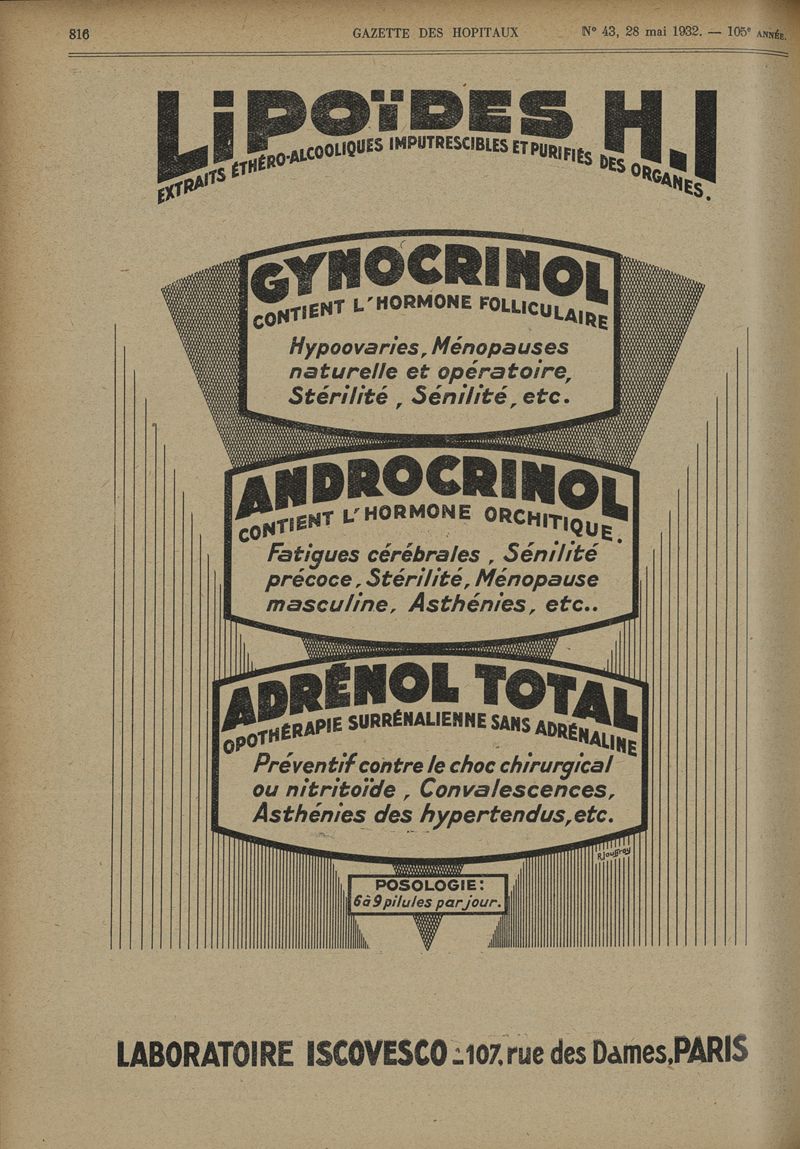 816 GAZETTE DES HOPITAUX N° 43, 28 mai 1932. — 105e ANNÉE.
LiPOÏDES H.I
EXTRAITS ÉTHÉRO-ALCOOLIQUES IMPUTRESCIBLES ET PURIFIÉS DES ORGANES.
GYNOCRINOL
CONTIENT L'HORMONE FOLLICULAIRE
Hypoovaries, Ménopauses
naturelle et opératoire,
Stérilité, Sénilité, etc.
ANDROCRINOL
CONTIENT L'HORMONE ORCHITIQUE.
Fatigues cérébrales, Sénilité
précoce, Stérilité, Ménopause
masculine, Asthénies, etc..
ADRÉNOL TOTAL
OPOTHÉRAPIE SURRÉNALIENNE SANS ADRÉNALINE
Préventif contre le choc chirurgical
ou nitritoïde, Convalescences,
Asthénies des hypertendus, etc.
R.Jouffroy
POSOLOGIE:
6 à 9 pilules par jour.
LABORATOIRE ISCOVESCO - 107, rue des Dames, PARIS